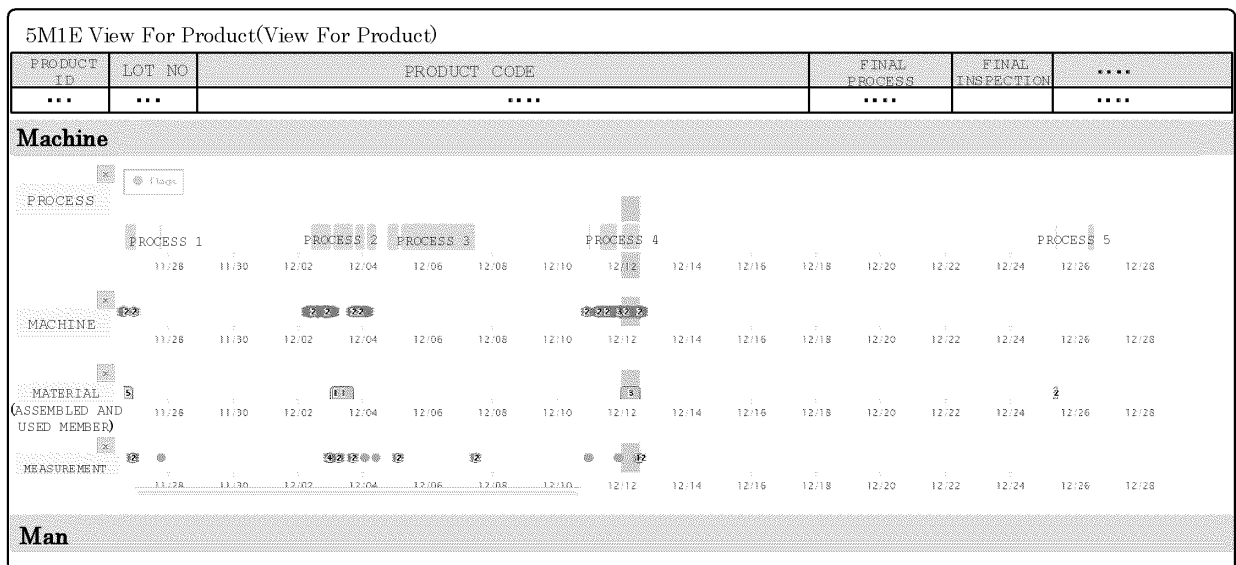 5M1E View For Product(View For Product)
PRODUCT ID LOT NO PRODUCT CODE FINAL PROCESS FINAL INSPECTION ....
... ... .... .... ....
Machine
PROCESS
PROCESS 1 PROCESS 2 PROCESS 3 PROCESS 4 PROCESS 5
11/28 11/30 12/02 12/04 12/06 12/08 12/10 12/12 12/14 12/16 12/18 12/20 12/22 12/24 12/26 12/28
MACHINE
11/28 11/30 12/02 12/04 12/06 12/08 12/10 12/12 12/14 12/16 12/18 12/20 12/22 12/24 12/26 12/28
MATERIAL 5 1 1 3 2
(ASSEMBLED AND
USED MEMBER)
11/28 11/30 12/02 12/04 12/06 12/08 12/10 12/12 12/14 12/16 12/18 12/20 12/22 12/24 12/26 12/28
MEASUREMENT
11/28 11/30 12/02 12/04 12/06 12/08 12/10 12/12 12/14 12/16 12/18 12/20 12/22 12/24 12/26 12/28
Man